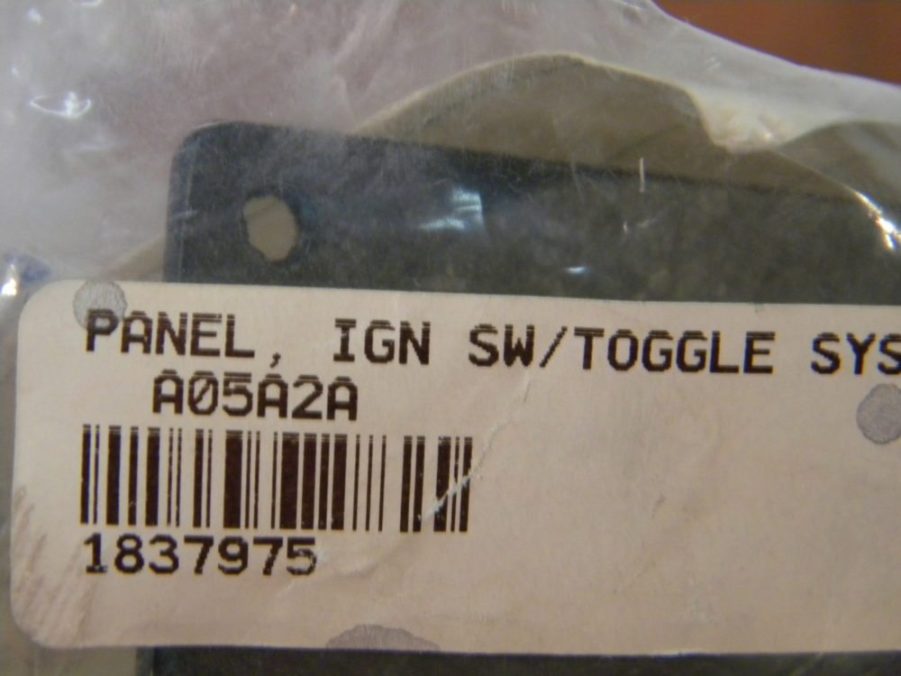 PANEL, IGN SW/TOGGLE SYS
A05A2A
1837975